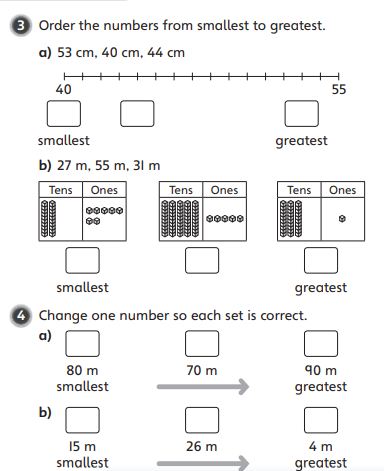 3 Order the numbers from smallest to greatest.
a) 53 cm, 40 cm, 44 cm
40 55
smallest greatest
b) 27 m, 55 m, 31 m
Tens Ones Tens Ones Tens Ones
smallest greatest
4 Change one number so each set is correct.
a)
80 m 70 m 90 m
smallest greatest
b)
15 m 26 m 4 m
smallest greatest